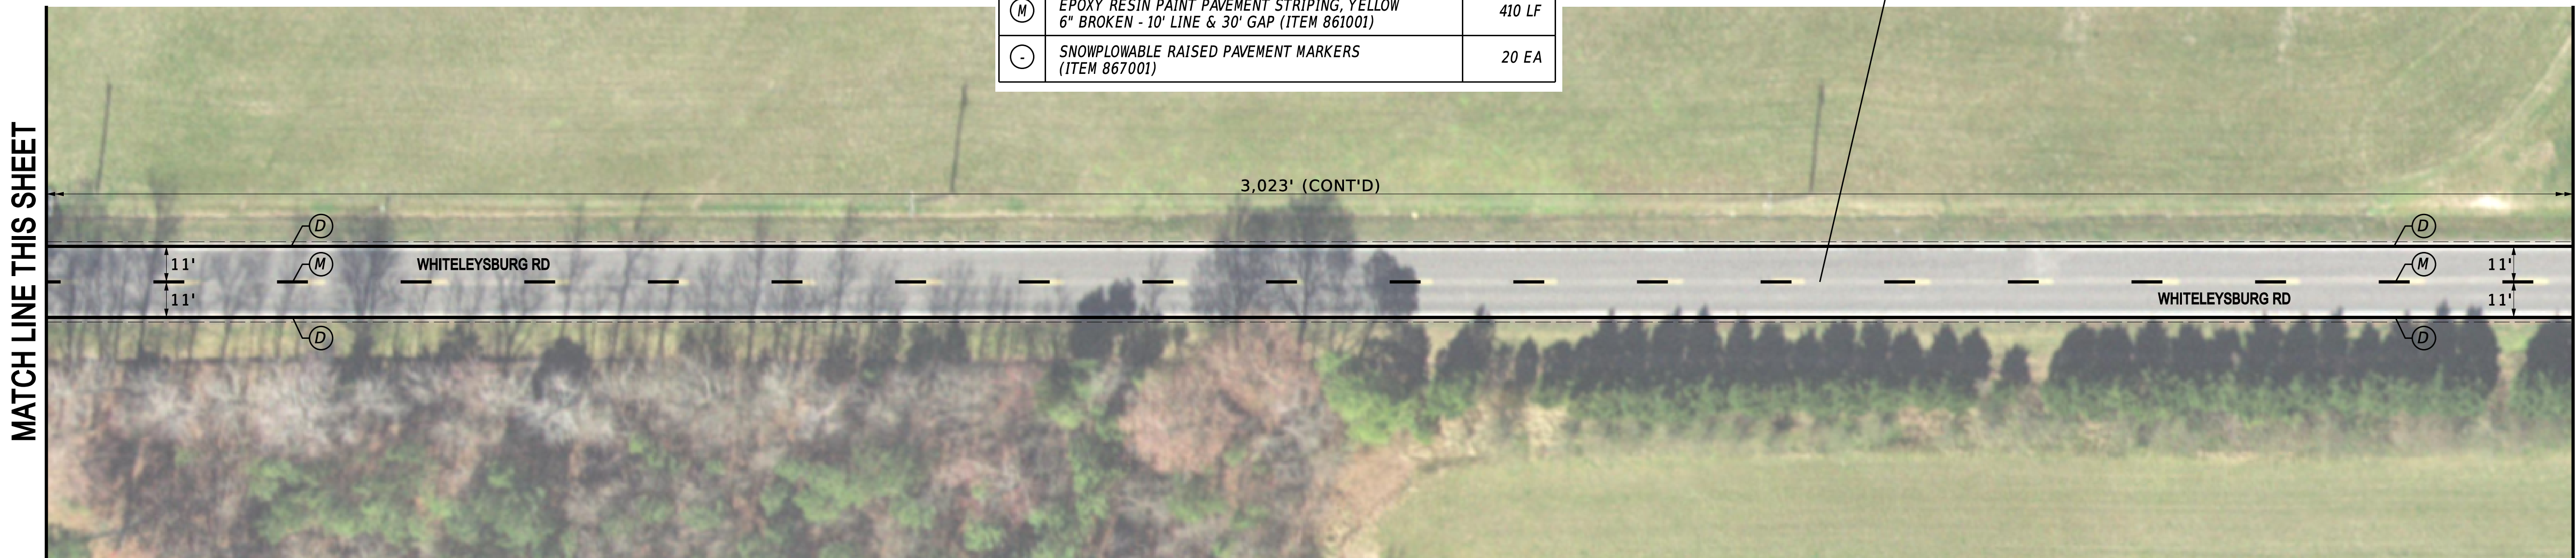 M
EPOXY RESIN PAINT PAVEMENT STRIPING, YELLOW
6" BROKEN - 10' LINE & 30' GAP (ITEM 861001)
410 LF
-
SNOWPLOWABLE RAISED PAVEMENT MARKERS
(ITEM 867001)
20 EA
MATCH LINE THIS SHEET
3,023' (CONT'D)
D
D
11'
M
WHITELEYSBURG RD
M
11'
11'
WHITELEYSBURG RD
11'
D
D